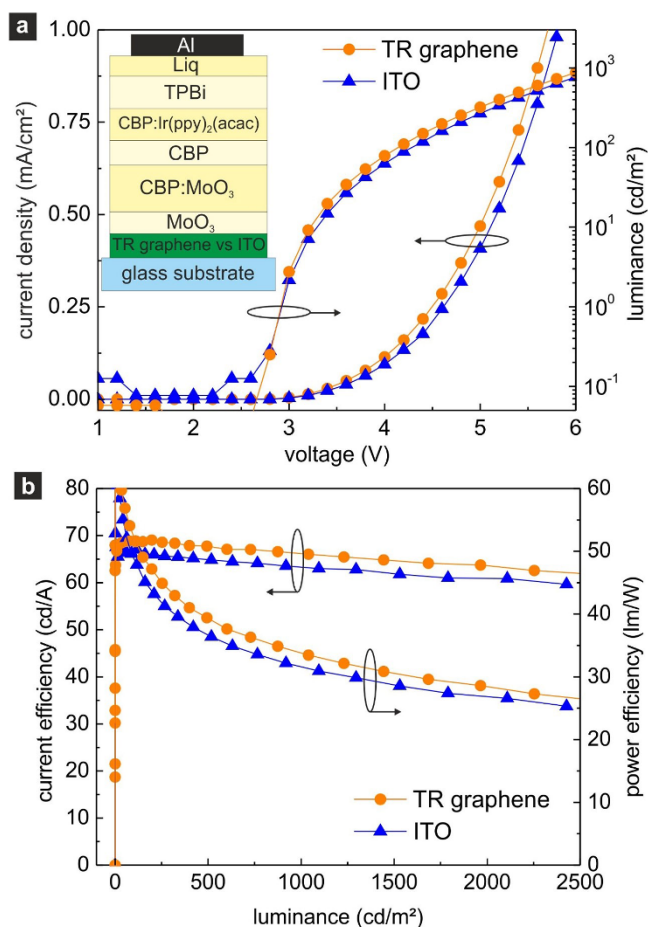 a
Al
Liq
TPBi
CBP:Ir(ppy)₂(acac)
CBP
CBP:MoO₃
MoO₃
TR graphene vs ITO
glass substrate
TR graphene
ITO
1.00
0.75
0.50
0.25
0.00
current density (mA/cm²)
10³
10²
10¹
10⁰
10⁻¹
luminance (cd/m²)
1 2 3 4 5 6
voltage (V)
b
80
70
60
50
40
30
20
10
0
current efficiency (cd/A)
60
50
40
30
20
10
0
power efficiency (lm/W)
TR graphene
ITO
0 500 1000 1500 2000 2500
luminance (cd/m²)